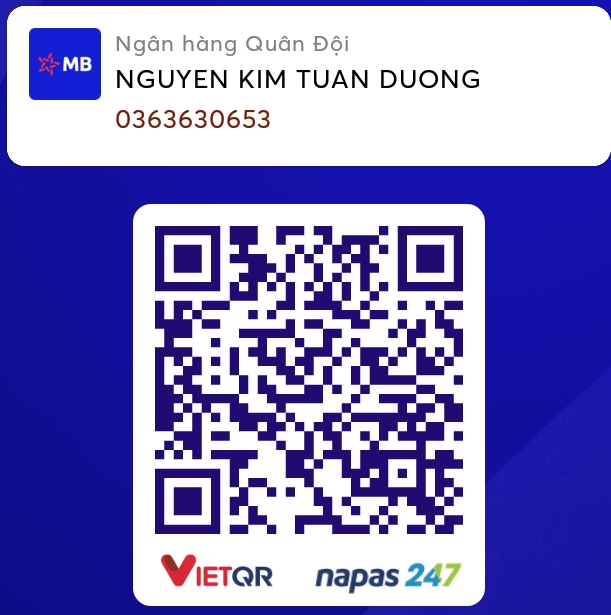 MB
Ngân hàng Quân Đội
NGUYEN KIM TUAN DUONG
0363630653
VIETQR
napas 247